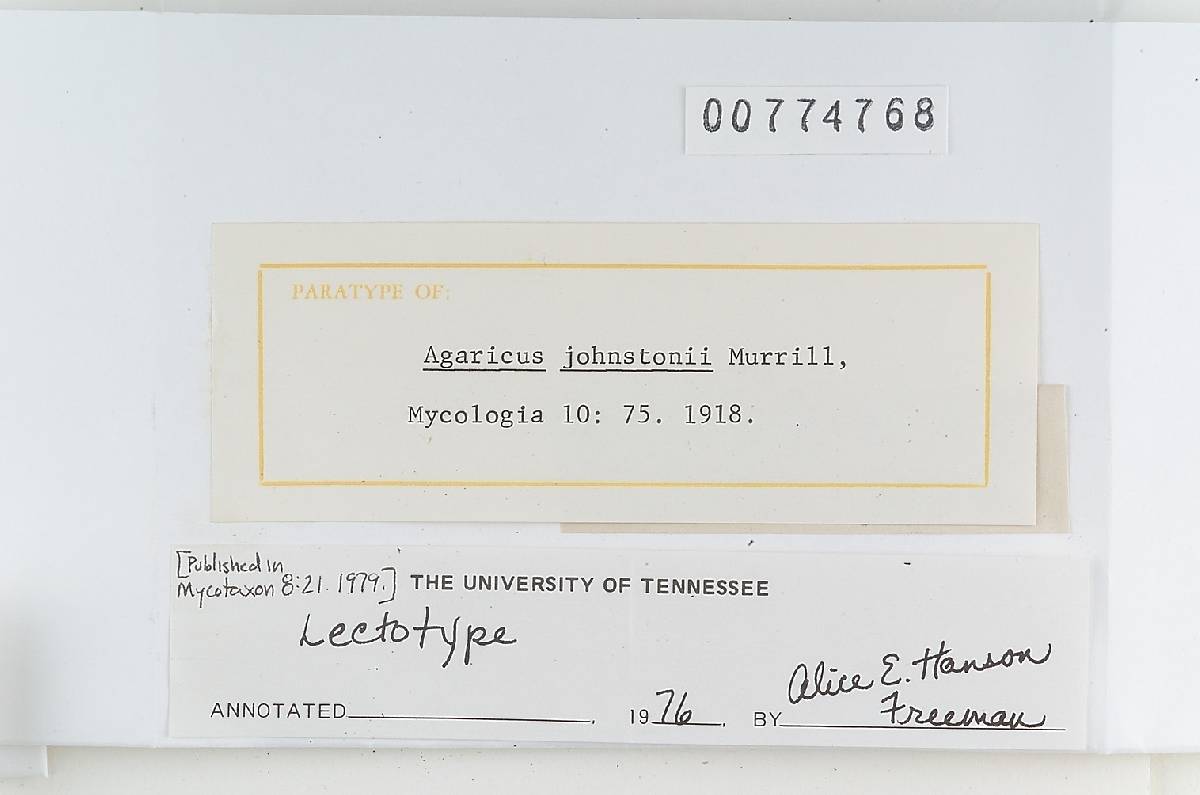 00774768
PARATYPE OF:
Agaricus johnstonii Murrill,
Mycologia 10: 75. 1918.
[Published in
Mycotaxon 8:21. 1979.] THE UNIVERSITY OF TENNESSEE
Lectotype
Alice E. Hanson
ANNOTATED , 1976, BY Freeman